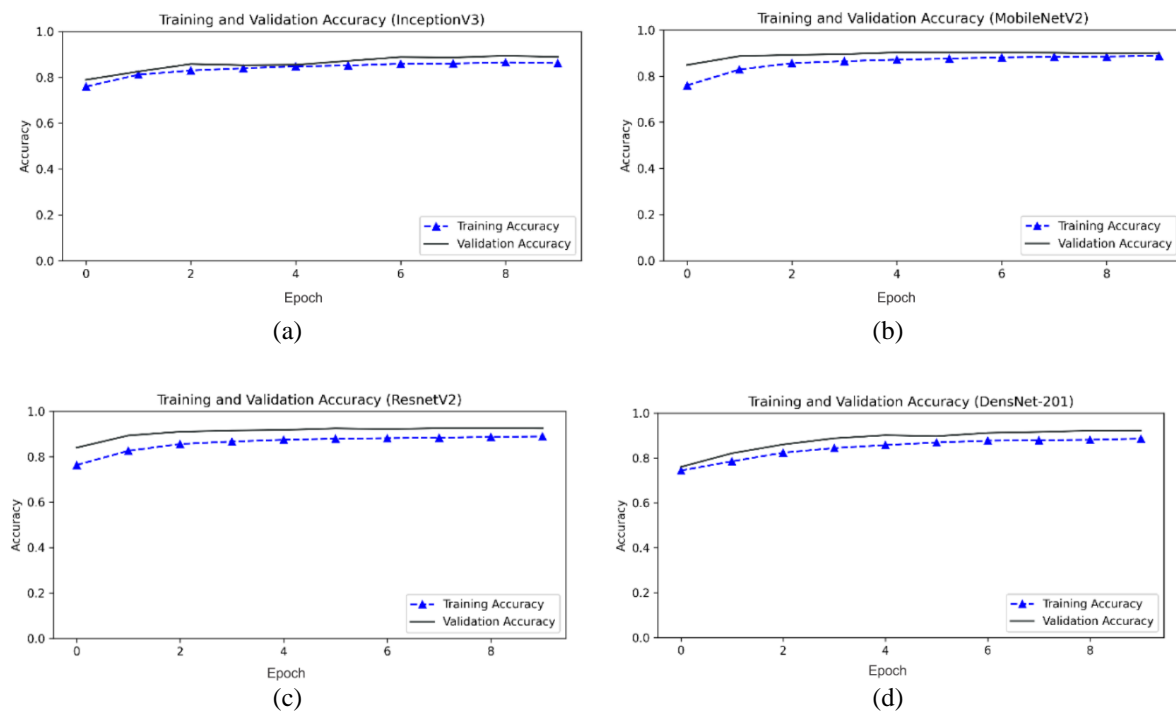 Training and Validation Accuracy (InceptionV3)
1.0
0.8
0.6
0.4
0.2
0.0
Accuracy
Training Accuracy
Validation Accuracy
0 2 4 6 8
Epoch
(a)
Training and Validation Accuracy (MobileNetV2)
1.0
0.8
0.6
0.4
0.2
0.0
Accuracy
Training Accuracy
Validation Accuracy
0 2 4 6 8
Epoch
(b)
Training and Validation Accuracy (ResnetV2)
1.0
0.8
0.6
0.4
0.2
0.0
Accuracy
Training Accuracy
Validation Accuracy
0 2 4 6 8
Epoch
(c)
Training and Validation Accuracy (DensNet-201)
1.0
0.8
0.6
0.4
0.2
0.0
Accuracy
Training Accuracy
Validation Accuracy
0 2 4 6 8
Epoch
(d)